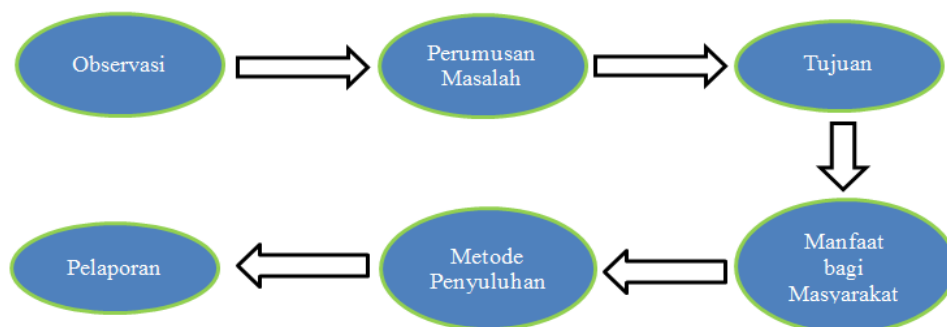 Observasi
Perumusan
Masalah
Tujuan
Manfaat
bagi
Masyarakat
Metode
Penyuluhan
Pelaporan